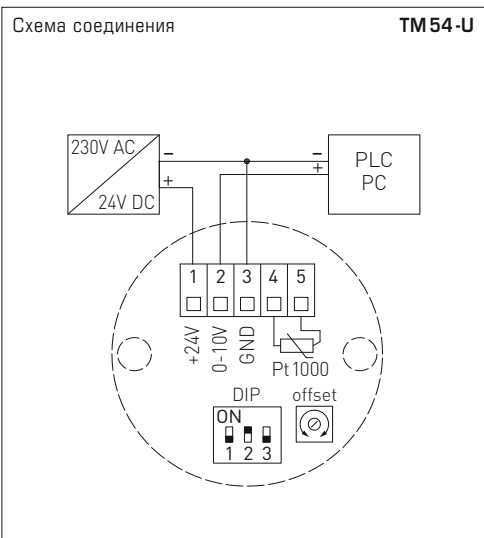 Схема соединения TM54-U
230V AC
24V DC
−
+
−
+
PLC
PC
1 2 3 4 5
+24V
0-10V
GND
Pt1000
DIP
offset
ON
1 2 3